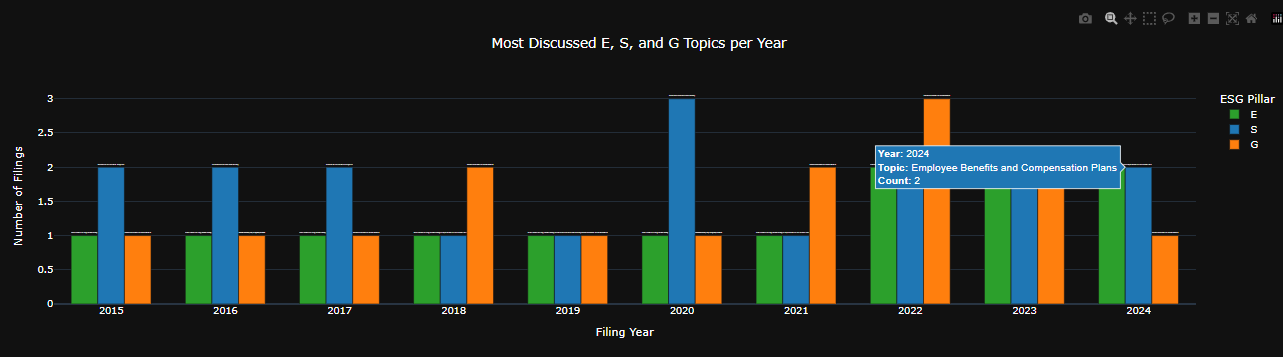 Most Discussed E, S, and G Topics per Year
ESG Pillar
E
S
G
Number of Filings
3
2.5
2
1.5
1
0.5
0
Year: 2024
Topic: Employee Benefits and Compensation Plans
Count: 2
2015 2016 2017 2018 2019 2020 2021 2022 2023 2024
Filing Year